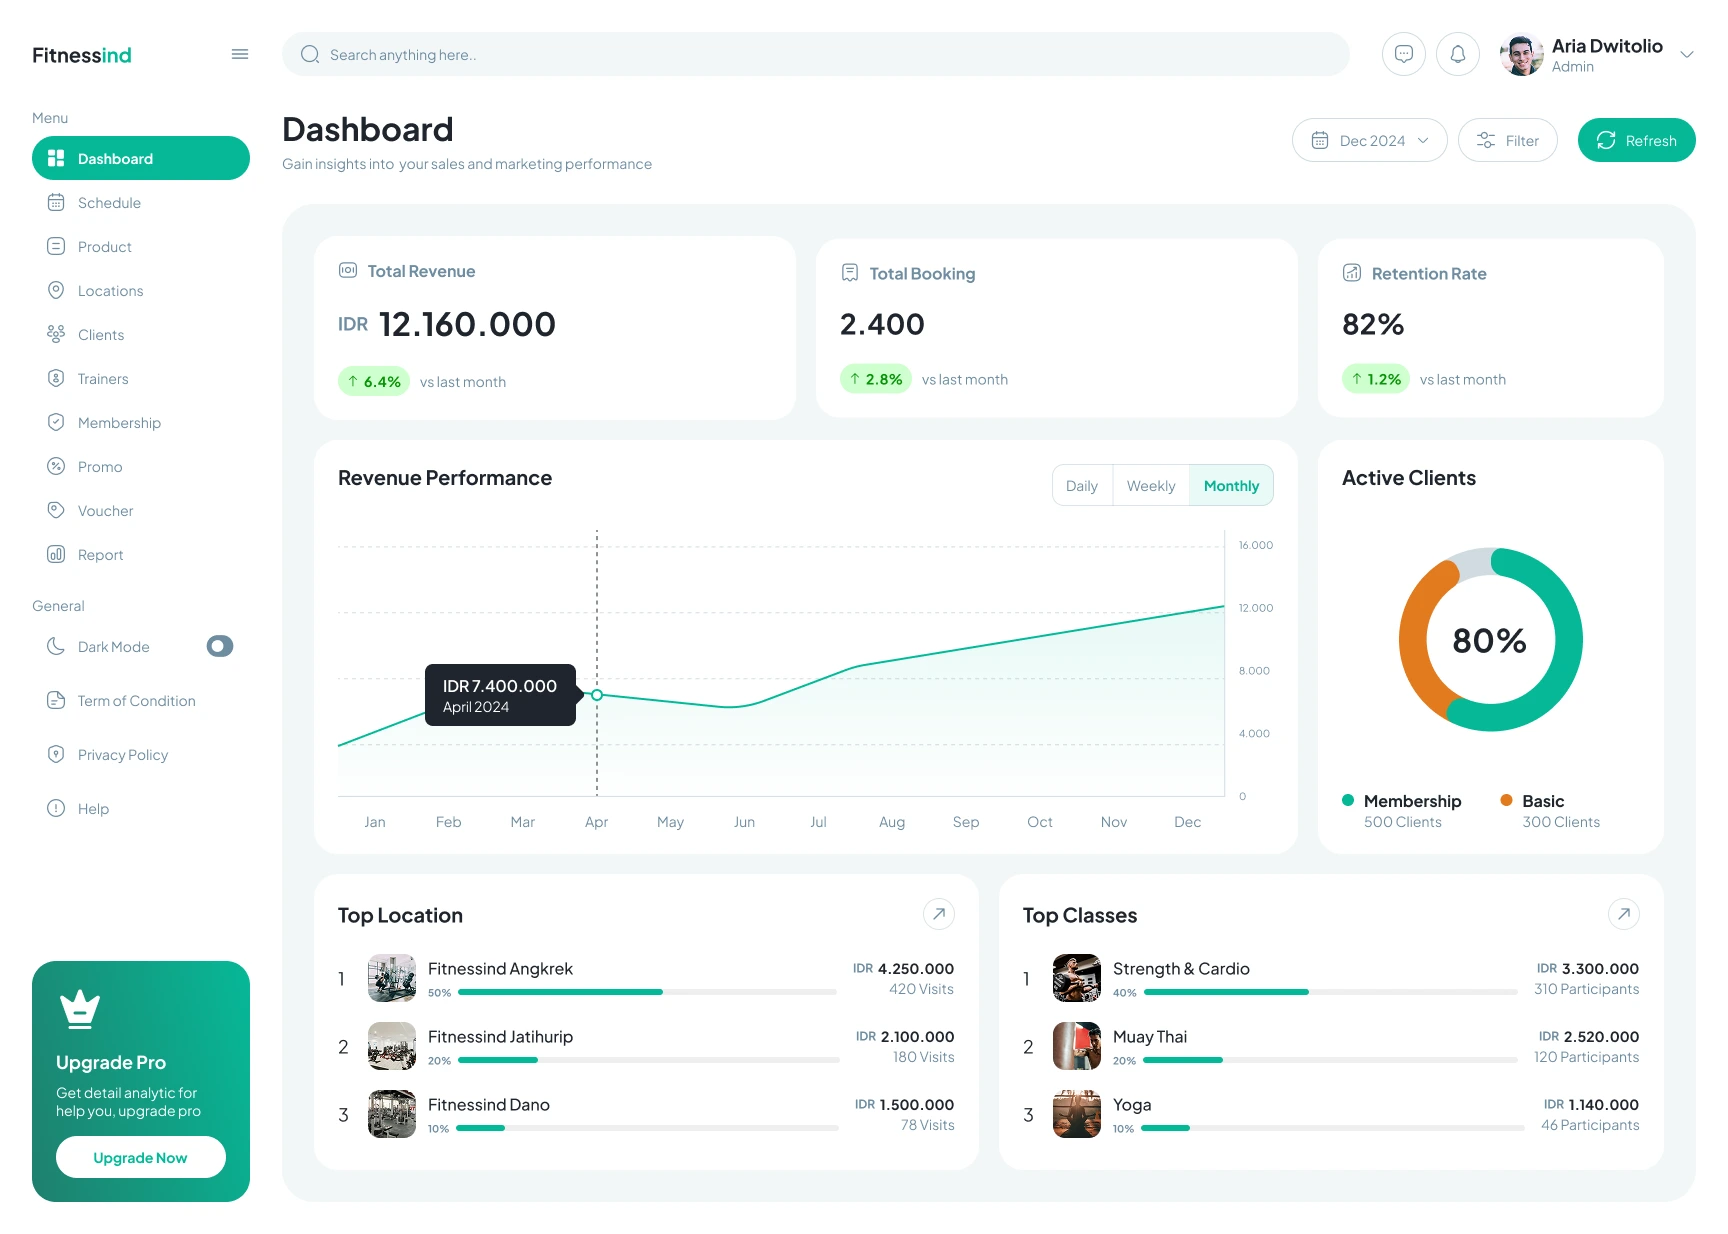 Fitnessind
Search anything here..
Aria Dwitolio
Admin
Menu
Dashboard
Schedule
Product
Locations
Clients
Trainers
Membership
Promo
Voucher
Report
General
Dark Mode
Term of Condition
Privacy Policy
Help
Upgrade Pro
Get detail analytic for
help you, upgrade pro
Upgrade Now
Dashboard
Gain insights into your sales and marketing performance
Dec 2024
Filter
Refresh
Total Revenue
IDR 12.160.000
6.4% vs last month
Total Booking
2.400
2.8% vs last month
Retention Rate
82%
1.2% vs last month
Revenue Performance
Daily Weekly Monthly
16.000
12.000
8.000
4.000
0
IDR 7.400.000
April 2024
Jan Feb Mar Apr May Jun Jul Aug Sep Oct Nov Dec
Active Clients
80%
Membership
500 Clients
Basic
300 Clients
Top Location
1 Fitnessind Angkrek IDR 4.250.000
50% 420 Visits
2 Fitnessind Jatihurip IDR 2.100.000
20% 180 Visits
3 Fitnessind Dano IDR 1.500.000
10% 78 Visits
Top Classes
1 Strength & Cardio IDR 3.300.000
40% 310 Participants
2 Muay Thai IDR 2.520.000
20% 120 Participants
3 Yoga IDR 1.140.000
10% 46 Participants